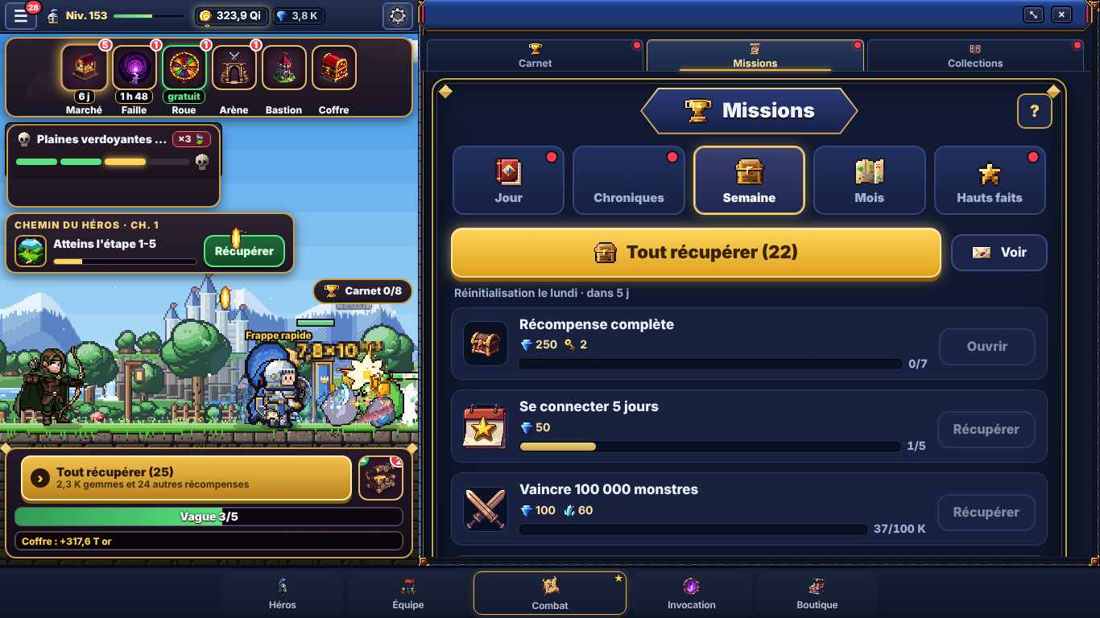 28
Niv. 153
323,9 Qi
3,8 K
5
1
1
1
6 j
1 h 48
gratuit
Marché
Faille
Roue
Arène
Bastion
Coffre
Plaines verdoyantes ...
×3
CHEMIN DU HÉROS · CH. 1
Atteins l'étape 1-5
Récupérer
Carnet 0/8
Frappe rapide
Tout récupérer (25)
2,3 K gemmes et 24 autres récompenses
Vague 3/5
Coffre : +317,6 T or
Carnet
Missions
Collections
Missions
?
Jour
Chroniques
Semaine
Mois
Hauts faits
Tout récupérer (22)
Voir
Réinitialisation le lundi · dans 5 j
Récompense complète
250 2
0/7
Ouvrir
Se connecter 5 jours
50
1/5
Récupérer
Vaincre 100 000 monstres
100 60
37/100 K
Récupérer
Héros
Équipe
Combat
Invocation
Boutique